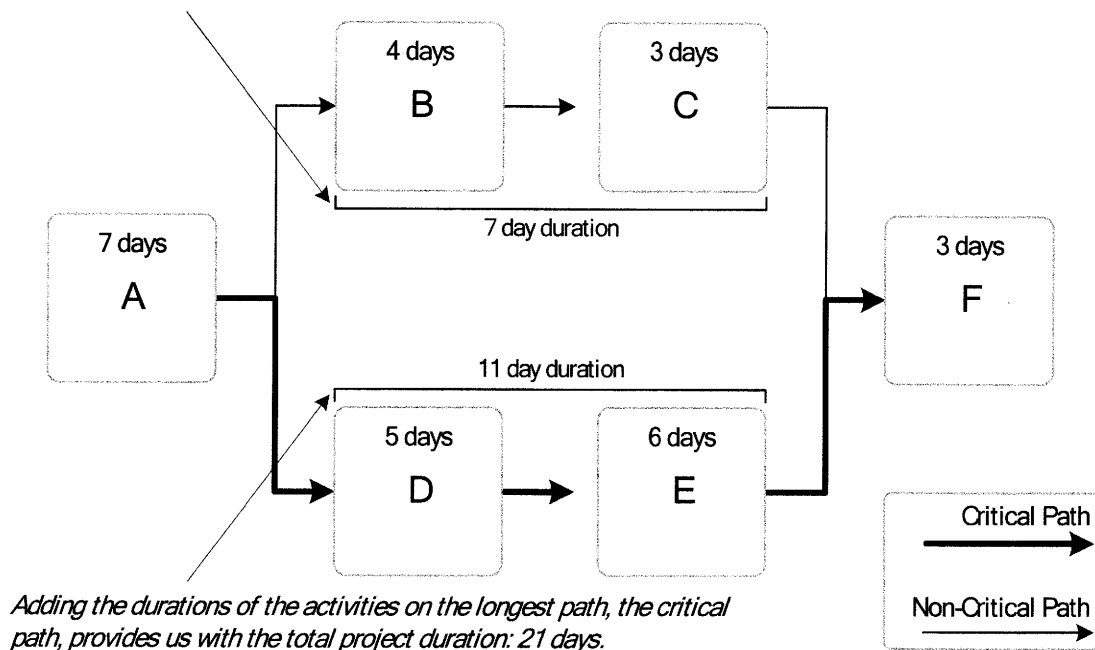 4 days
B
3 days
C
7 day duration
7 days
A
3 days
F
11 day duration
5 days
D
6 days
E
Critical Path
Non-Critical Path
Adding the durations of the activities on the longest path, the critical
path, provides us with the total project duration: 21 days.